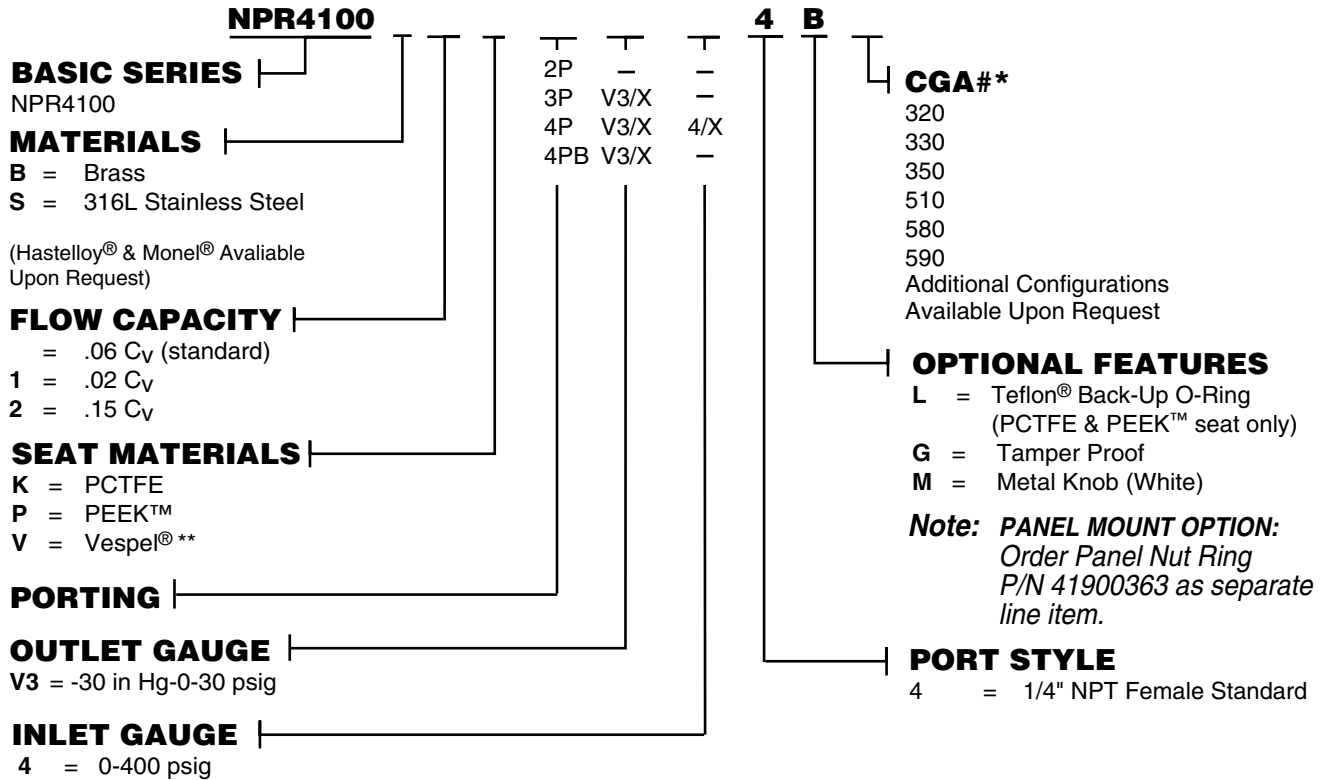 NPR4100 4 B
BASIC SERIES
NPR4100
MATERIALS
B = Brass
S = 316L Stainless Steel
(Hastelloy® & Monel® Avaliable
Upon Request)
FLOW CAPACITY
= .06 CV (standard)
1 = .02 CV
2 = .15 CV
SEAT MATERIALS
K = PCTFE
P = PEEK™
V = Vespel® **
PORTING
OUTLET GAUGE
V3 = -30 in Hg-0-30 psig
INLET GAUGE
4 = 0-400 psig
2P – –
3P V3/X –
4P V3/X 4/X
4PB V3/X –
CGA#*
320
330
350
510
580
590
Additional Configurations
Available Upon Request
OPTIONAL FEATURES
L = Teflon® Back-Up O-Ring
(PCTFE & PEEK™ seat only)
G = Tamper Proof
M = Metal Knob (White)
Note: PANEL MOUNT OPTION:
Order Panel Nut Ring
P/N 41900363 as separate
line item.
PORT STYLE
4 = 1/4" NPT Female Standard